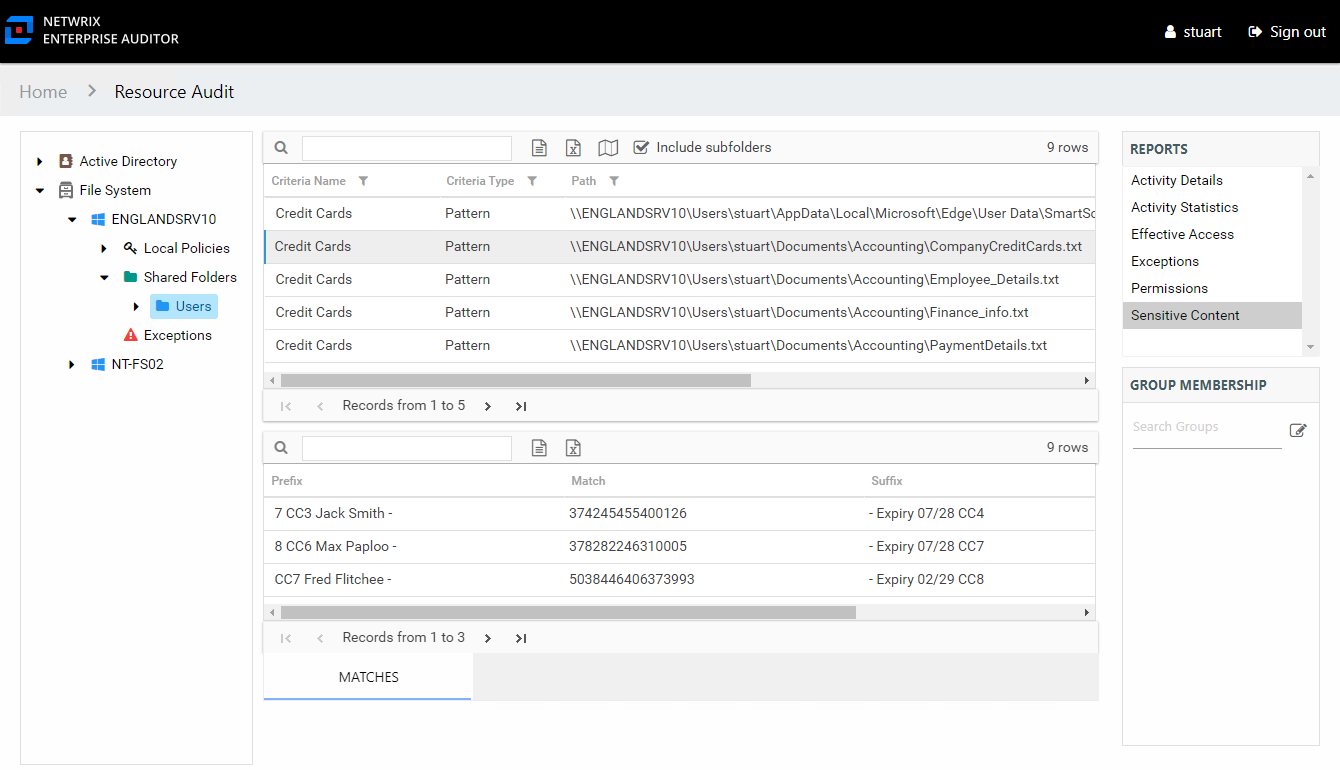 NETWRIX
ENTERPRISE AUDITOR
stuart
Sign out
Home
Resource Audit
Active Directory
File System
ENGLANDSRV10
Local Policies
Shared Folders
Users
Exceptions
NT-FS02
Include subfolders
9 rows
Criteria Name Criteria Type Path
Credit Cards Pattern \\ENGLANDSRV10\Users\stuart\AppData\Local\Microsoft\Edge\User Data\SmartSc
Credit Cards Pattern \\ENGLANDSRV10\Users\stuart\Documents\Accounting\CompanyCreditCards.txt
Credit Cards Pattern \\ENGLANDSRV10\Users\stuart\Documents\Accounting\Employee_Details.txt
Credit Cards Pattern \\ENGLANDSRV10\Users\stuart\Documents\Accounting\Finance_info.txt
Credit Cards Pattern \\ENGLANDSRV10\Users\stuart\Documents\Accounting\PaymentDetails.txt
Records from 1 to 5
9 rows
Prefix Match Suffix
7 CC3 Jack Smith - 374245455400126 - Expiry 07/28 CC4
8 CC6 Max Paploo - 378282246310005 - Expiry 07/28 CC7
CC7 Fred Flitchee - 5038446406373993 - Expiry 02/29 CC8
Records from 1 to 3
MATCHES
REPORTS
Activity Details
Activity Statistics
Effective Access
Exceptions
Permissions
Sensitive Content
GROUP MEMBERSHIP
Search Groups